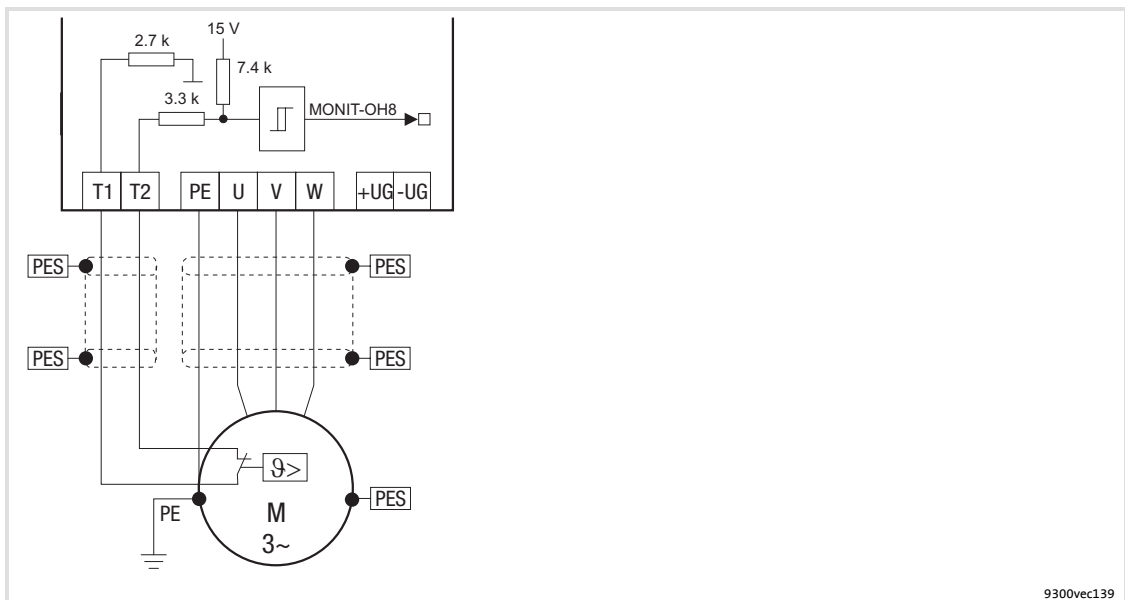 15 V
2.7 k
7.4 k
3.3 k
MONIT-OH8
T1 T2 PE U V W +UG -UG
PES PES
PES PES
ϑ>
PES
PE
M
3~
9300vec139